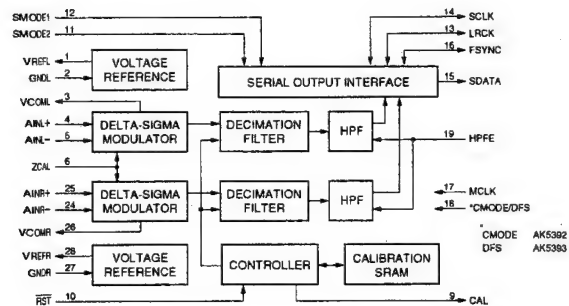 SMODE1 12
SMODE2 11
14 SCLK
13 LRCK
16 FSYNC
SERIAL OUTPUT INTERFACE
15 SDATA
VREFL 1
GNDL 2
VOLTAGE
REFERENCE
VCOML 3
AINL+ 4
AINL- 5
DELTA-SIGMA
MODULATOR
DECIMATION
FILTER
HPF
19 HPFE
ZCAL 6
AINR+ 25
AINR- 24
DELTA-SIGMA
MODULATOR
DECIMATION
FILTER
HPF
17 MCLK
18 *CMODE/DFS
VCOMR 26
*
CMODE AK5392
DFS AK5393
VREFR 28
GNDR 27
VOLTAGE
REFERENCE
CONTROLLER
CALIBRATION
SRAM
RST 10
9 CAL